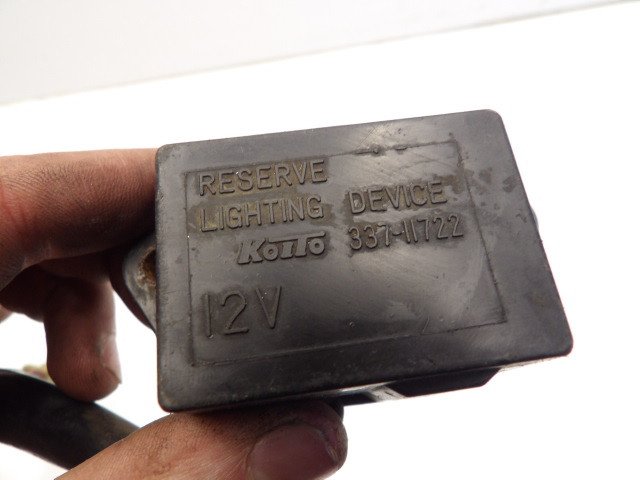 RESERVE
LIGHTING DEVICE
KOITO 337-11722
12V